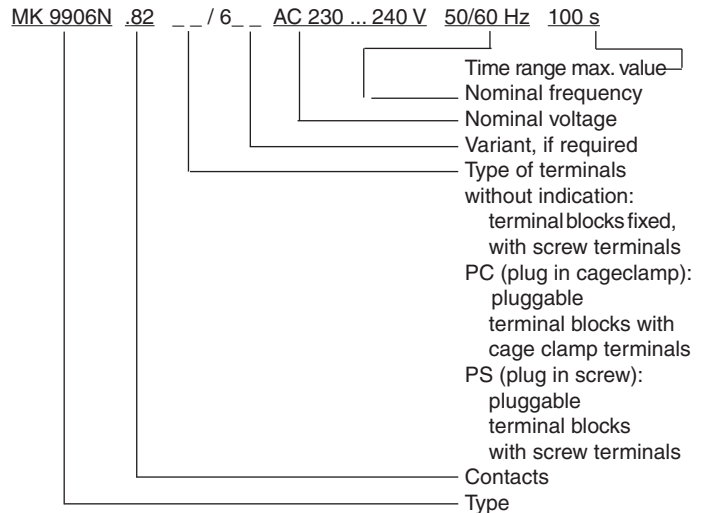 MK 9906N .82 _ _ / 6_ _ AC 230 ... 240 V 50/60 Hz 100 s
Time range max. value
Nominal frequency
Nominal voltage
Variant, if required
Type of terminals
without indication:
terminal blocks fixed,
with screw terminals
PC (plug in cageclamp):
pluggable
terminal blocks with
cage clamp terminals
PS (plug in screw):
pluggable
terminal blocks
with screw terminals
Contacts
Type